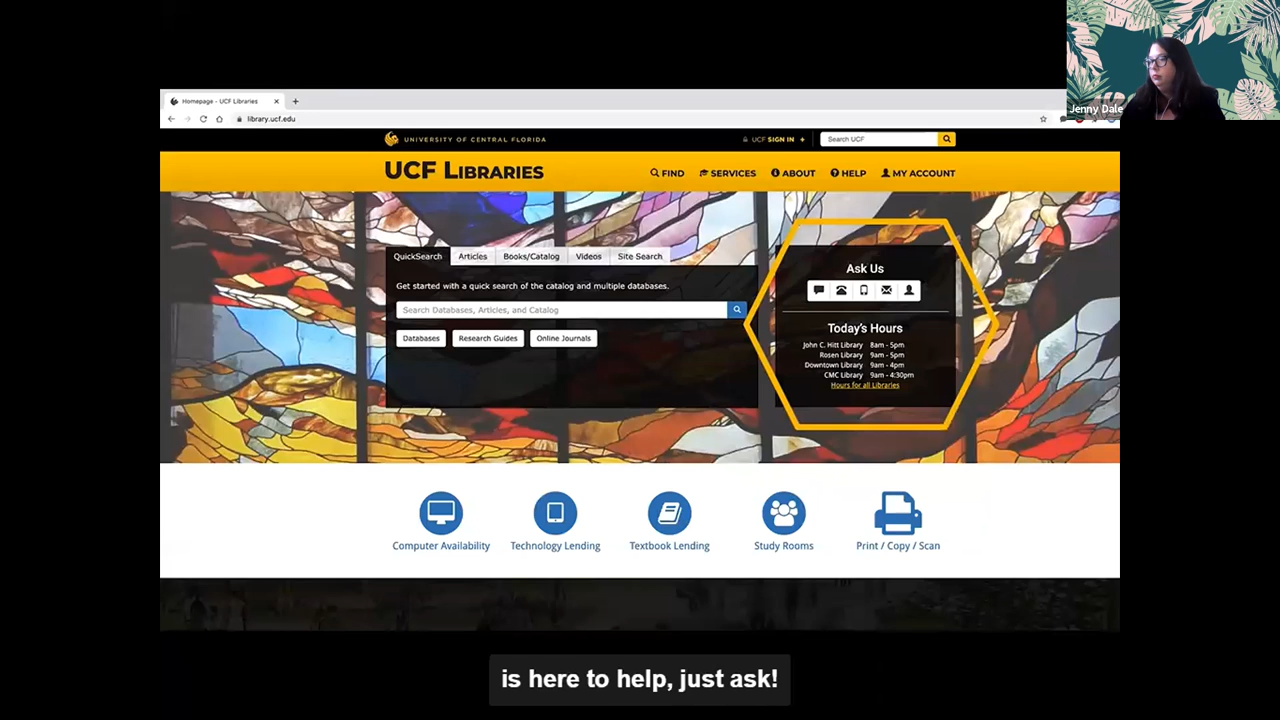 Homepage - UCF Libraries
library.ucf.edu
Jenny Dale
UNIVERSITY OF CENTRAL FLORIDA
UCF SIGN IN
Search UCF
UCF LIBRARIES
FIND SERVICES ABOUT HELP MY ACCOUNT
QuickSearch Articles Books/Catalog Videos Site Search
Get started with a quick search of the catalog and multiple databases.
Search Databases, Articles, and Catalog
Databases Research Guides Online Journals
Ask Us
Today's Hours
John C. Hitt Library 8am - 5pm
Rosen Library 9am - 5pm
Downtown Library 9am - 4pm
CMC Library 9am - 4:30pm
Hours for all Libraries
Computer Availability Technology Lending Textbook Lending Study Rooms Print / Copy / Scan
is here to help, just ask!